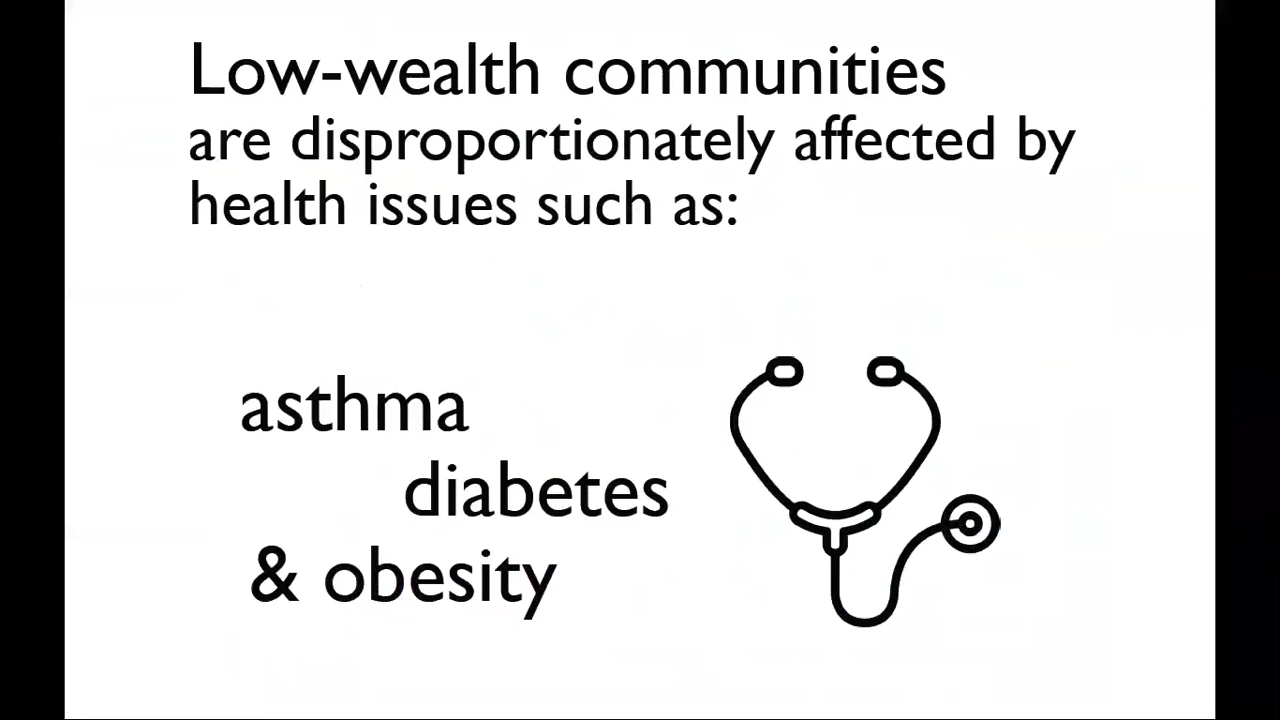 Low-wealth communities
are disproportionately affected by
health issues such as:
asthma
diabetes
& obesity